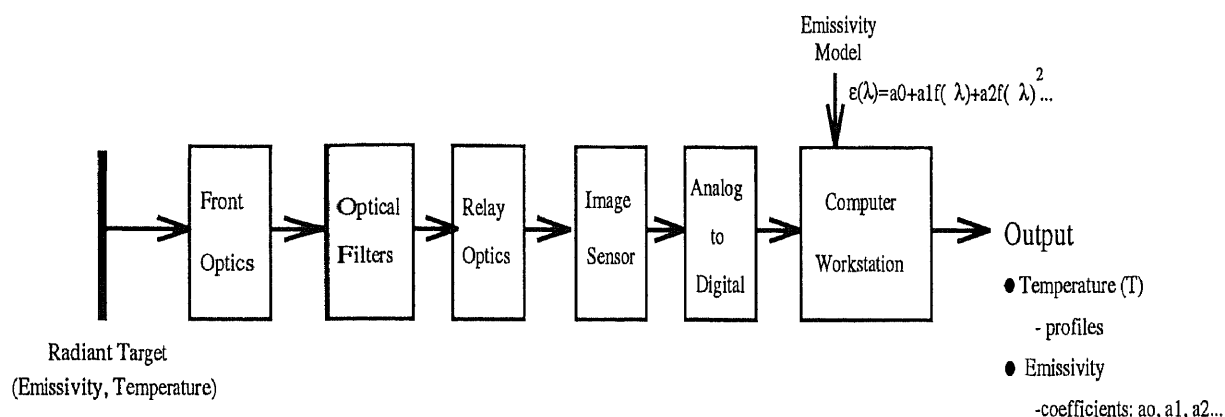 Emissivity
Model
ε(λ)=a0+a1f( λ)+a2f( λ)²...
Front
Optics
Optical
Filters
Relay
Optics
Image
Sensor
Analog
to
Digital
Computer
Workstation
Output
● Temperature (T)
- profiles
● Emissivity
-coefficients: ao, a1, a2...
Radiant Target
(Emissivity, Temperature)